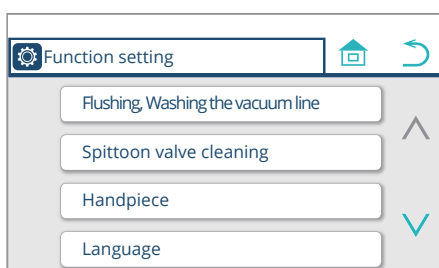 Function setting
Flushing, Washing the vacuum line
Spittoon valve cleaning
Handpiece
Language